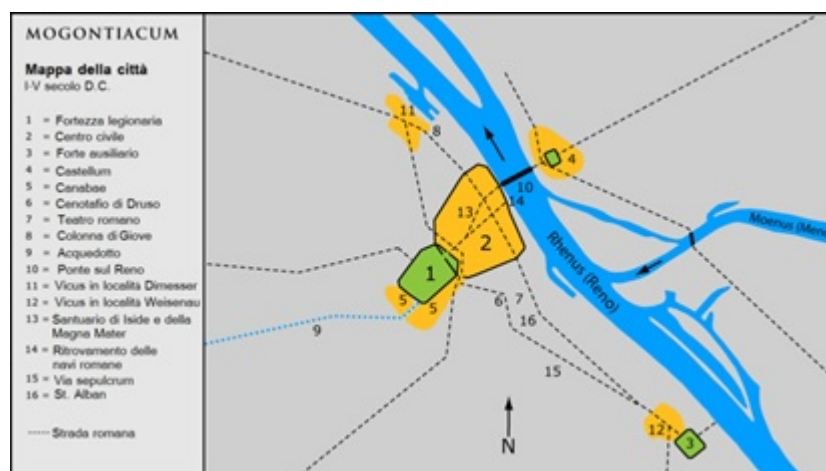 MOGONTIACUM
Mappa della città
I-V secolo D.C.
1 = Fortezza legionaria
2 = Centro civile
3 = Forte ausiliario
4 = Castellum
5 = Canabae
6 = Cenotafio di Druso
7 = Teatro romano
8 = Colonna di Giove
9 = Acquedotto
10 = Ponte sul Reno
11 = Vicus in località Dimesser
12 = Vicus in località Weisenau
13 = Santuario di Iside e della
Magna Mater
14 = Ritrovamento delle
navi romane
15 = Via sepulcrum
16 = St. Alban
Strada romana
11
8
4
10
13
14
2
1
5
5
9
6
7
16
15
12
3
N
Rhenus (Reno)
Moenus (Meno